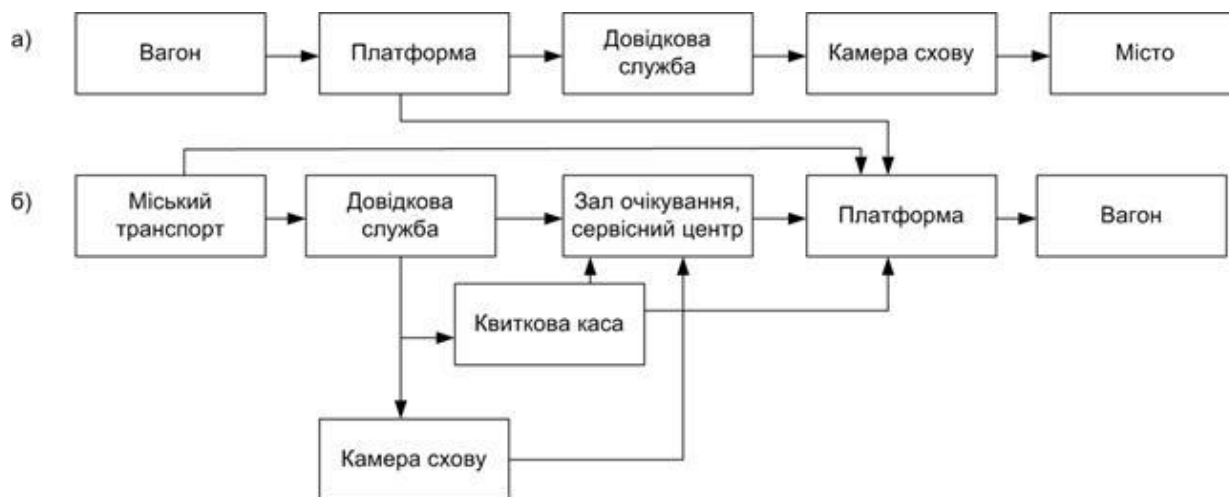 а)
Вагон
Платформа
Довідкова
служба
Камера схову
Місто
б)
Міський
транспорт
Довідкова
служба
Зал очікування,
сервісний центр
Платформа
Вагон
Квиткова каса
Камера схову